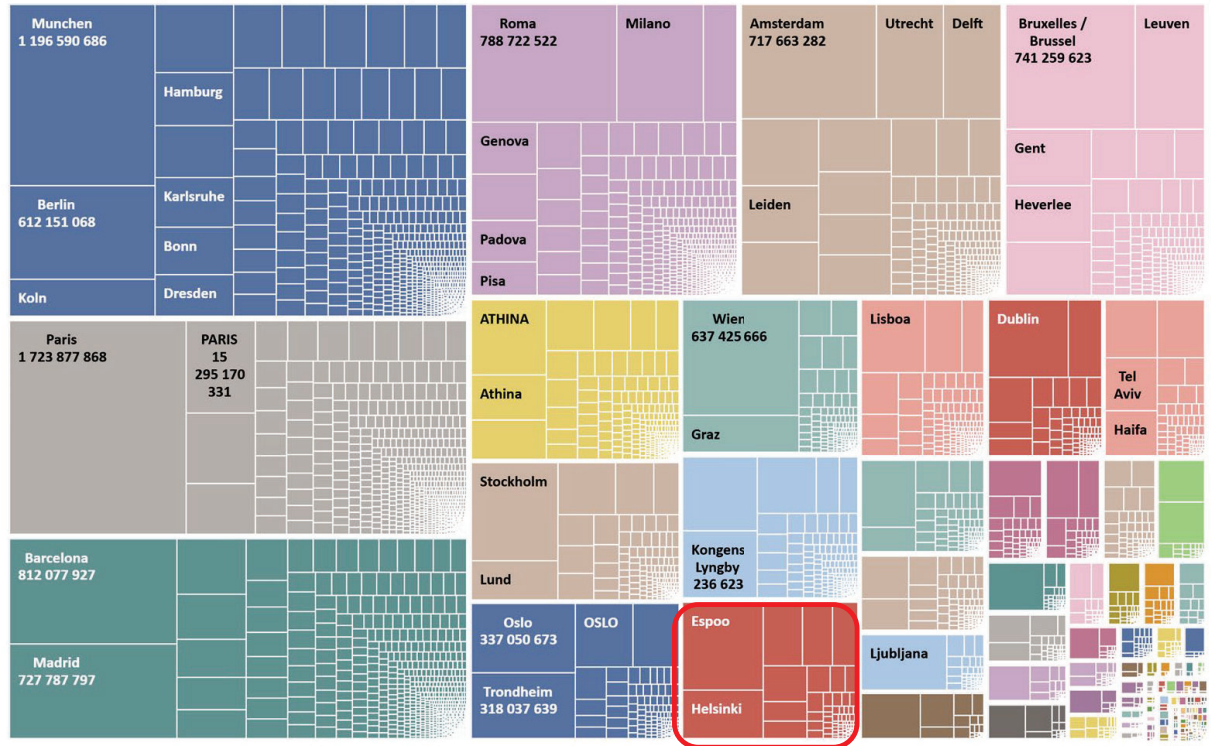 Munchen
1 196 590 686
Hamburg
Berlin
612 151 068
Karlsruhe
Bonn
Koln
Dresden
Roma
788 722 522
Milano
Genova
Padova
Pisa
Amsterdam
717 663 282
Utrecht
Delft
Leiden
Bruxelles /
Brussel
741 259 623
Leuven
Gent
Heverlee
Paris
1 723 877 868
PARIS
15
295 170
331
ATHINA
Athina
Wien
637 425 666
Graz
Lisboa
Dublin
Tel
Aviv
Haifa
Stockholm
Lund
Kongens
Lyngby
236 623
Barcelona
812 077 927
Madrid
727 787 797
Oslo
337 050 673
OSLO
Trondheim
318 037 639
Espoo
Helsinki
Ljubljana